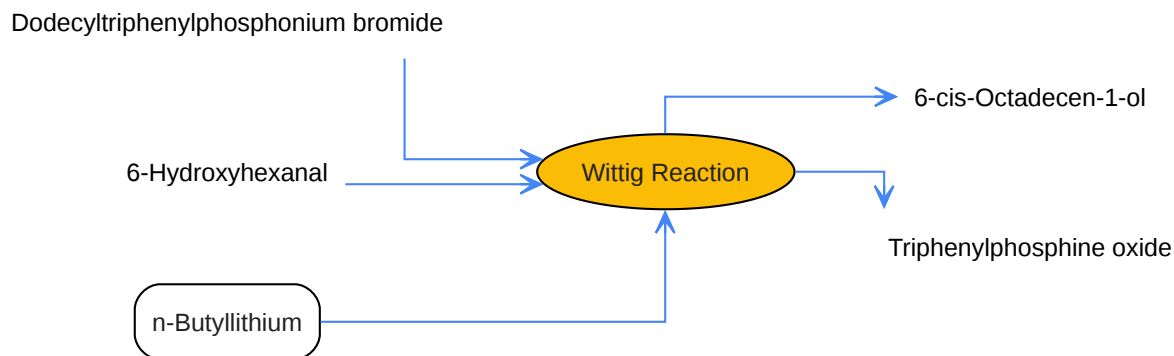 Dodecyltriphenylphosphonium bromide
6-cis-Octadecen-1-ol
6-Hydroxyhexanal
Wittig Reaction
Triphenylphosphine oxide
n-Butyllithium